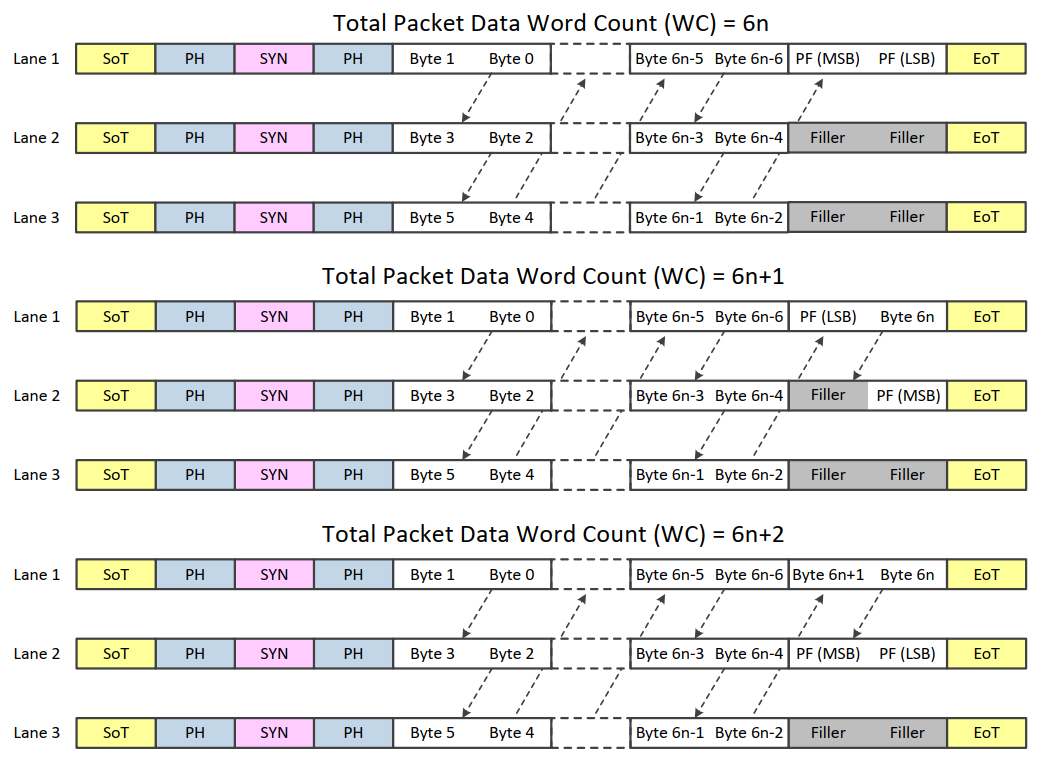 Total Packet Data Word Count (WC) = 6n
Lane 1 SoT PH SYN PH Byte 1 Byte 0 Byte 6n-5 Byte 6n-6 PF (MSB) PF (LSB) EoT
Lane 2 SoT PH SYN PH Byte 3 Byte 2 Byte 6n-3 Byte 6n-4 Filler Filler EoT
Lane 3 SoT PH SYN PH Byte 5 Byte 4 Byte 6n-1 Byte 6n-2 Filler Filler EoT
Total Packet Data Word Count (WC) = 6n+1
Lane 1 SoT PH SYN PH Byte 1 Byte 0 Byte 6n-5 Byte 6n-6 PF (LSB) Byte 6n EoT
Lane 2 SoT PH SYN PH Byte 3 Byte 2 Byte 6n-3 Byte 6n-4 Filler PF (MSB) EoT
Lane 3 SoT PH SYN PH Byte 5 Byte 4 Byte 6n-1 Byte 6n-2 Filler Filler EoT
Total Packet Data Word Count (WC) = 6n+2
Lane 1 SoT PH SYN PH Byte 1 Byte 0 Byte 6n-5 Byte 6n-6 Byte 6n+1 Byte 6n EoT
Lane 2 SoT PH SYN PH Byte 3 Byte 2 Byte 6n-3 Byte 6n-4 PF (MSB) PF (LSB) EoT
Lane 3 SoT PH SYN PH Byte 5 Byte 4 Byte 6n-1 Byte 6n-2 Filler Filler EoT